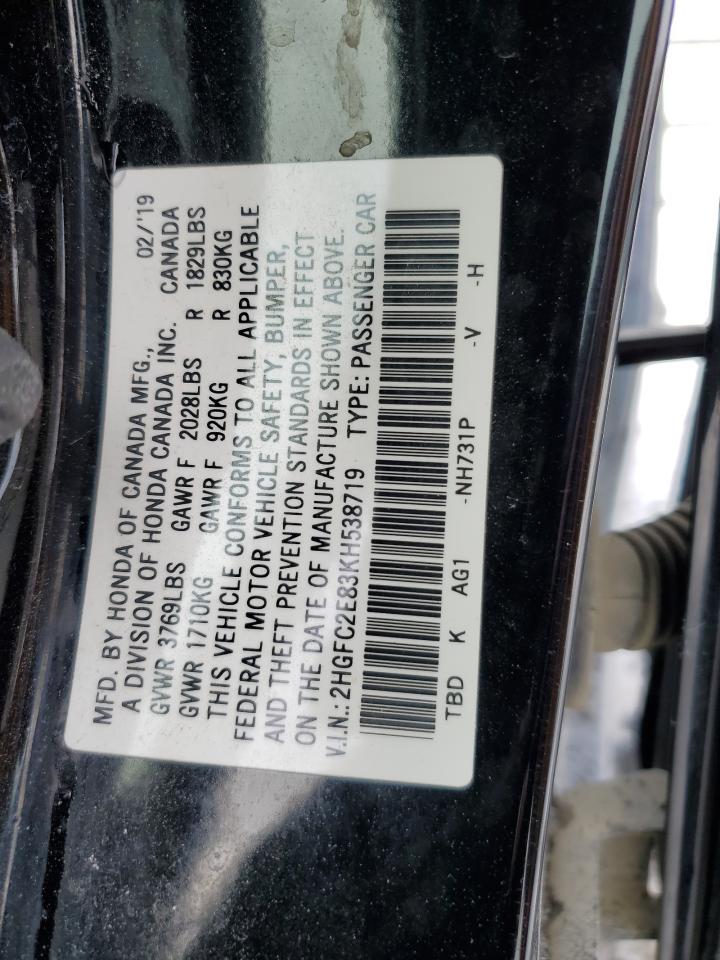 MFD. BY HONDA OF CANADA MFG., 02/'19
A DIVISION OF HONDA CANADA INC. CANADA
GVWR 3769LBS GAWR F 2028LBS R 1829LBS
GVWR 1710KG GAWR F 920KG R 830KG
THIS VEHICLE CONFORMS TO ALL APPLICABLE
FEDERAL MOTOR VEHICLE SAFETY, BUMPER,
AND THEFT PREVENTION STANDARDS IN EFFECT
ON THE DATE OF MANUFACTURE SHOWN ABOVE.
V.I.N.: 2HGFC2E83KH538719 TYPE: PASSENGER CAR
TBD K AG1 -NH731P -V -H